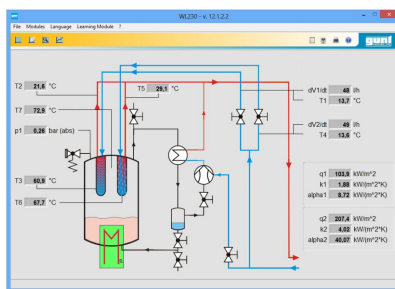 WL230 - v. 12.1.2.2
File Modules Language Learning Module ?
gunt
T2 21,6 °C
T5 29,1 °C
dV1/dt 48 l/h
T1 13,7 °C
T7 72,9 °C
p1 0,26 bar (abs)
dV2/dt 49 l/h
T4 13,6 °C
T3 60,9 °C
T6 67,7 °C
q1 103,9 kW/m^2
k1 1,88 kW/(m^2*K)
alpha1 8,72 kW/(m^2*K)
q2 207,4 kW/m^2
k2 4,02 kW/(m^2*K)
alpha2 40,07 kW/(m^2*K)